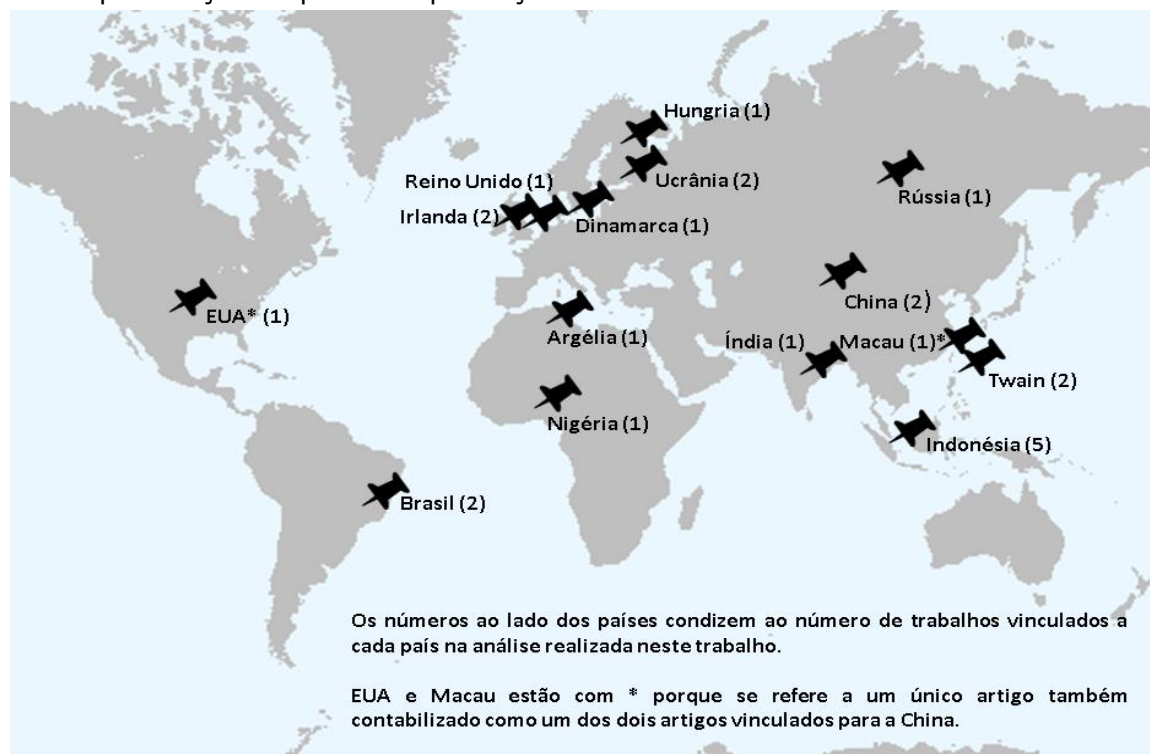 Hungria (1)
Reino Unido (1)
Ucrânia (2)
Rússia (1)
Irlanda (2)
Dinamarca (1)
China (2)
EUA* (1)
Argélia (1)
Índia (1)
Macau (1)*
Twain (2)
Nigéria (1)
Indonésia (5)
Brasil (2)
Os números ao lado dos países condizem ao número de trabalhos vinculados a
cada país na análise realizada neste trabalho.
EUA e Macau estão com * porque se refere a um único artigo também
contabilizado como um dos dois artigos vinculados para a China.